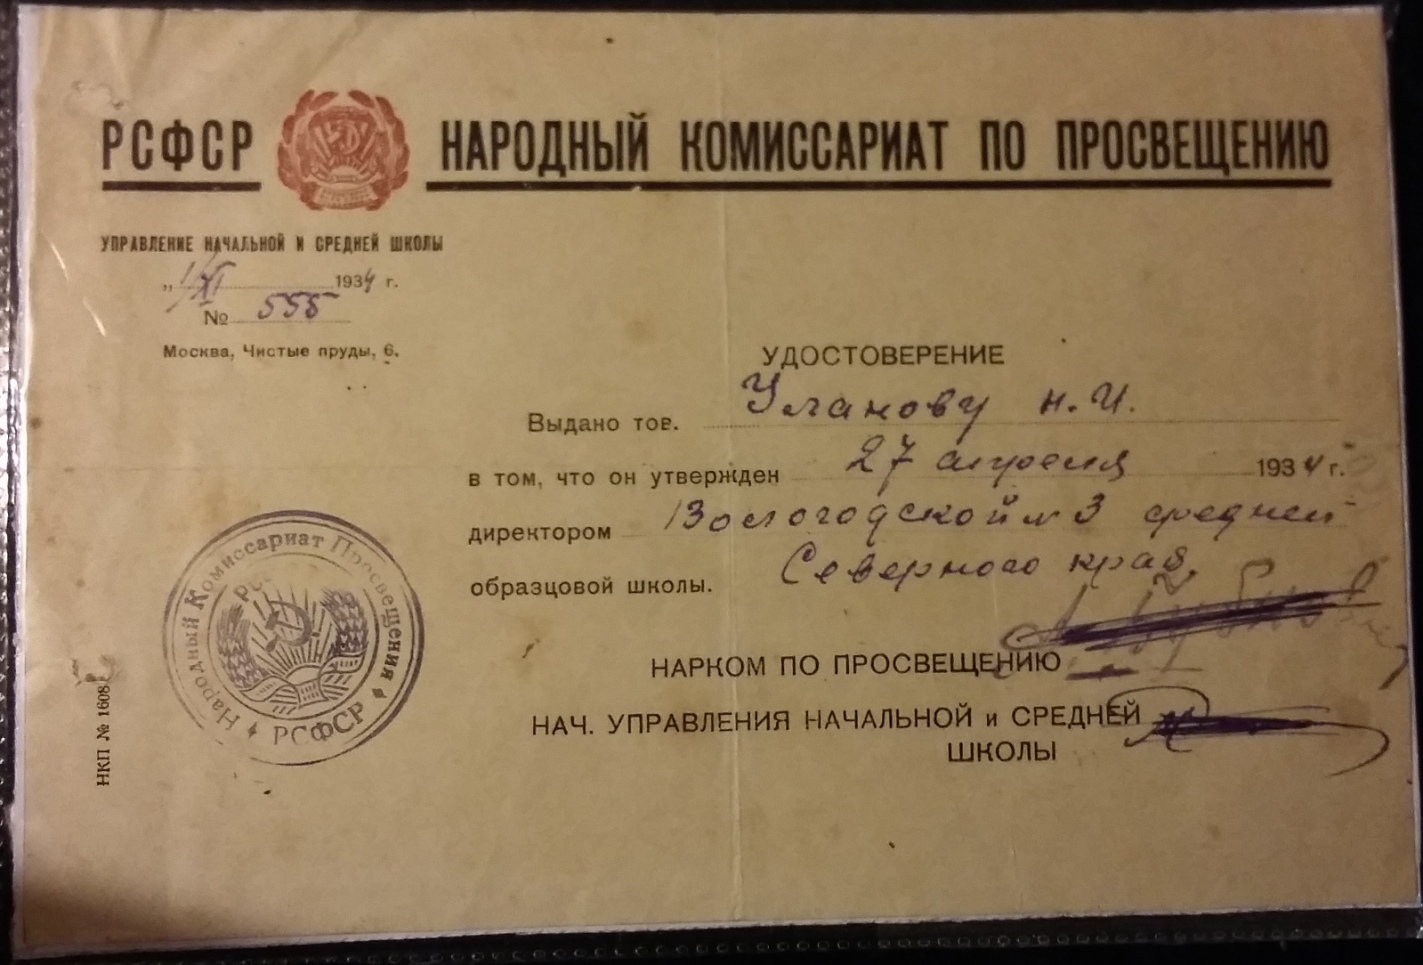 РСФСР НАРОДНЫЙ КОМИССАРИАТ ПО ПРОСВЕЩЕНИЮ
УПРАВЛЕНИЕ НАЧАЛЬНОЙ И СРЕДНЕЙ ШКОЛЫ
„1/XI 1934 г.
№ 555
Москва, Чистые пруды, 6.
УДОСТОВЕРЕНИЕ
Выдано тов. Уланову Н.И.
в том, что он утвержден 27 апреля 1934 г.
директором Вологодской № 3 средней
образцовой школы. Северного края
НАРКОМ ПО ПРОСВЕЩЕНИЮ
НАЧ. УПРАВЛЕНИЯ НАЧАЛЬНОЙ и СРЕДНЕЙ
ШКОЛЫ
Народный Комиссариат Просвещения
РСФСР
НКП № 1608